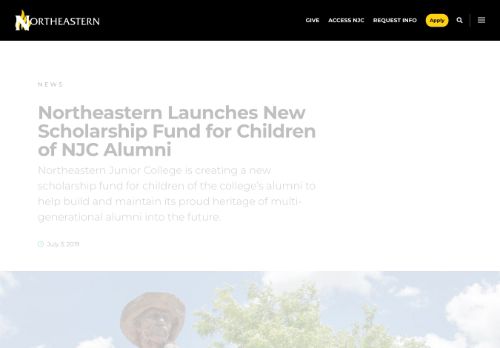 NORTHEASTERN
GIVE ACCESS NJC REQUEST INFO Apply
NEWS
Northeastern Launches New
Scholarship Fund for Children
of NJC Alumni
Northeastern Junior College is creating a new
scholarship fund for children of the college's alumni to
help build and maintain its proud heritage of multi-
generational alumni into the future.
July 3, 2019